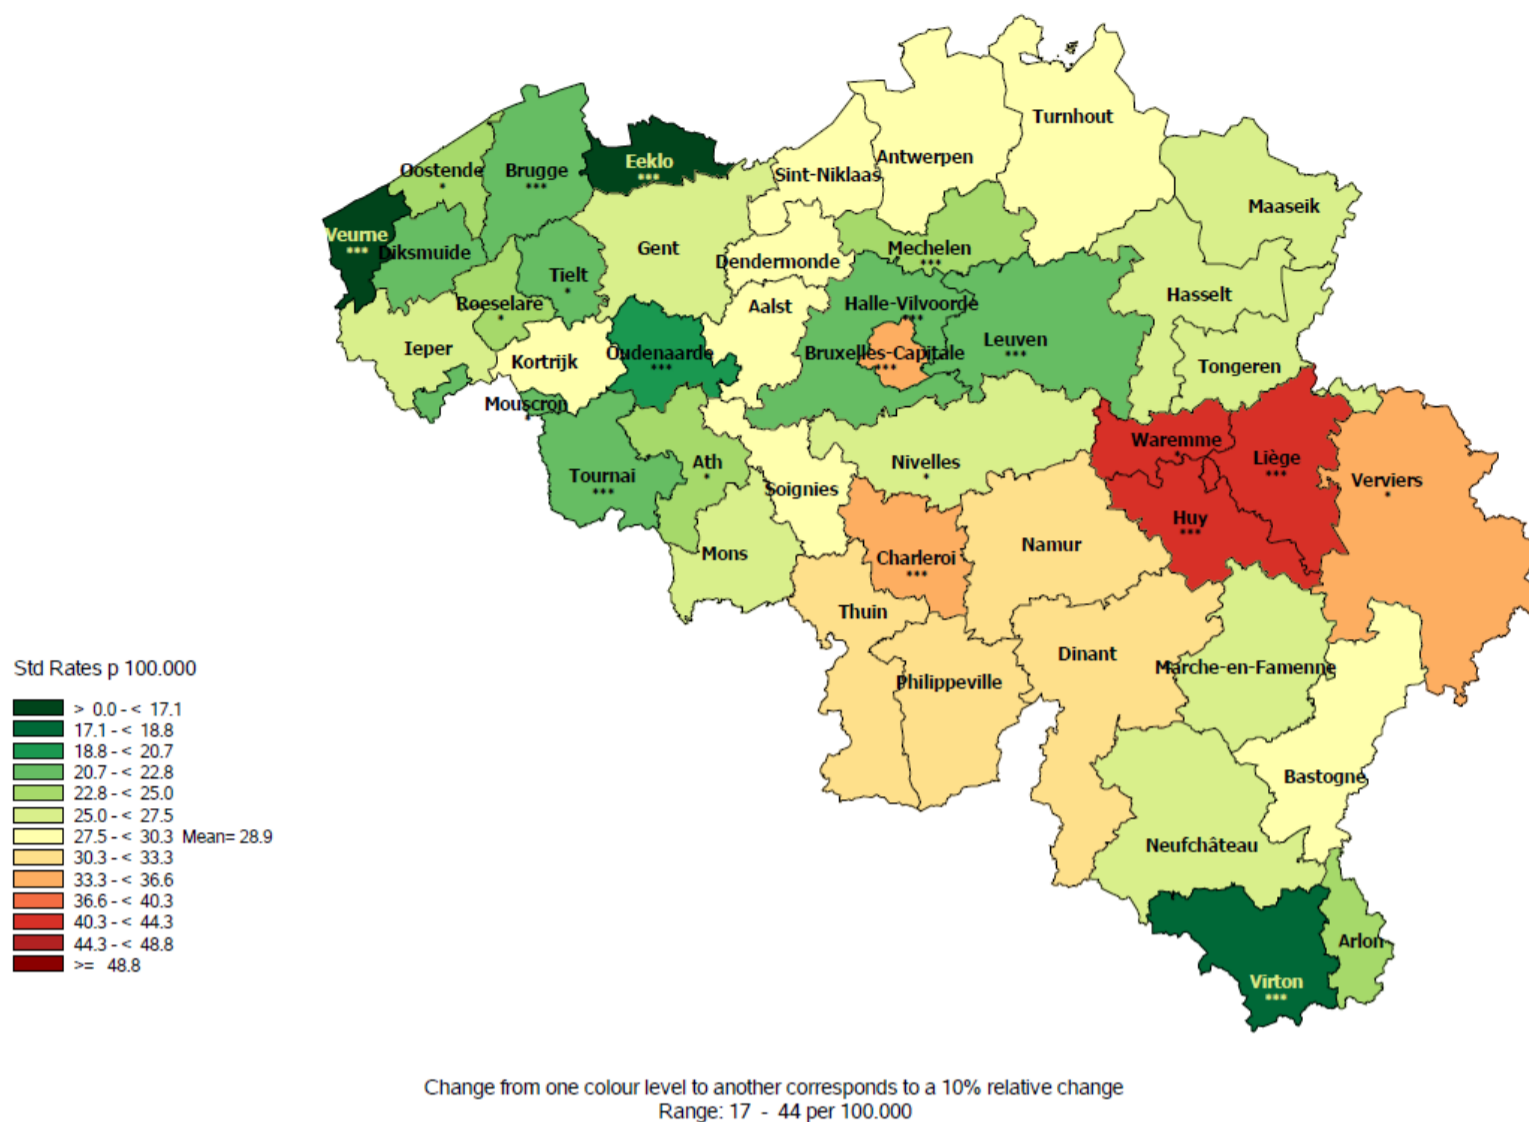 Turnhout
Antwerpen
Eeklo
***
Sint-Niklaas
Oostende
*
Brugge
***
Maaseik
Veurne
***
Diksmuide
Gent
Mechelen
***
Dendermonde
Tielt
*
Roeselare
*
Aalst
Halle-Vilvoorde
***
Hasselt
Leuven
***
Ieper
Kortrijk
Oudenaarde
***
Bruxelles-Capitale
***
Tongeren
Mouscron
*
Waremme
*
Liège
***
Ath
*
Nivelles
*
Tournai
***
Soignies
Verviers
*
Huy
***
Mons
Charleroi
***
Namur
Thuin
Dinant
Marche-en-Famenne
Philippeville
Bastogne
Neufchâteau
Arlon
Virton
***
Std Rates p 100.000
> 0.0 - < 17.1
17.1 - < 18.8
18.8 - < 20.7
20.7 - < 22.8
22.8 - < 25.0
25.0 - < 27.5
27.5 - < 30.3 Mean= 28.9
30.3 - < 33.3
33.3 - < 36.6
36.6 - < 40.3
40.3 - < 44.3
44.3 - < 48.8
>= 48.8
Change from one colour level to another corresponds to a 10% relative change
Range: 17 - 44 per 100.000